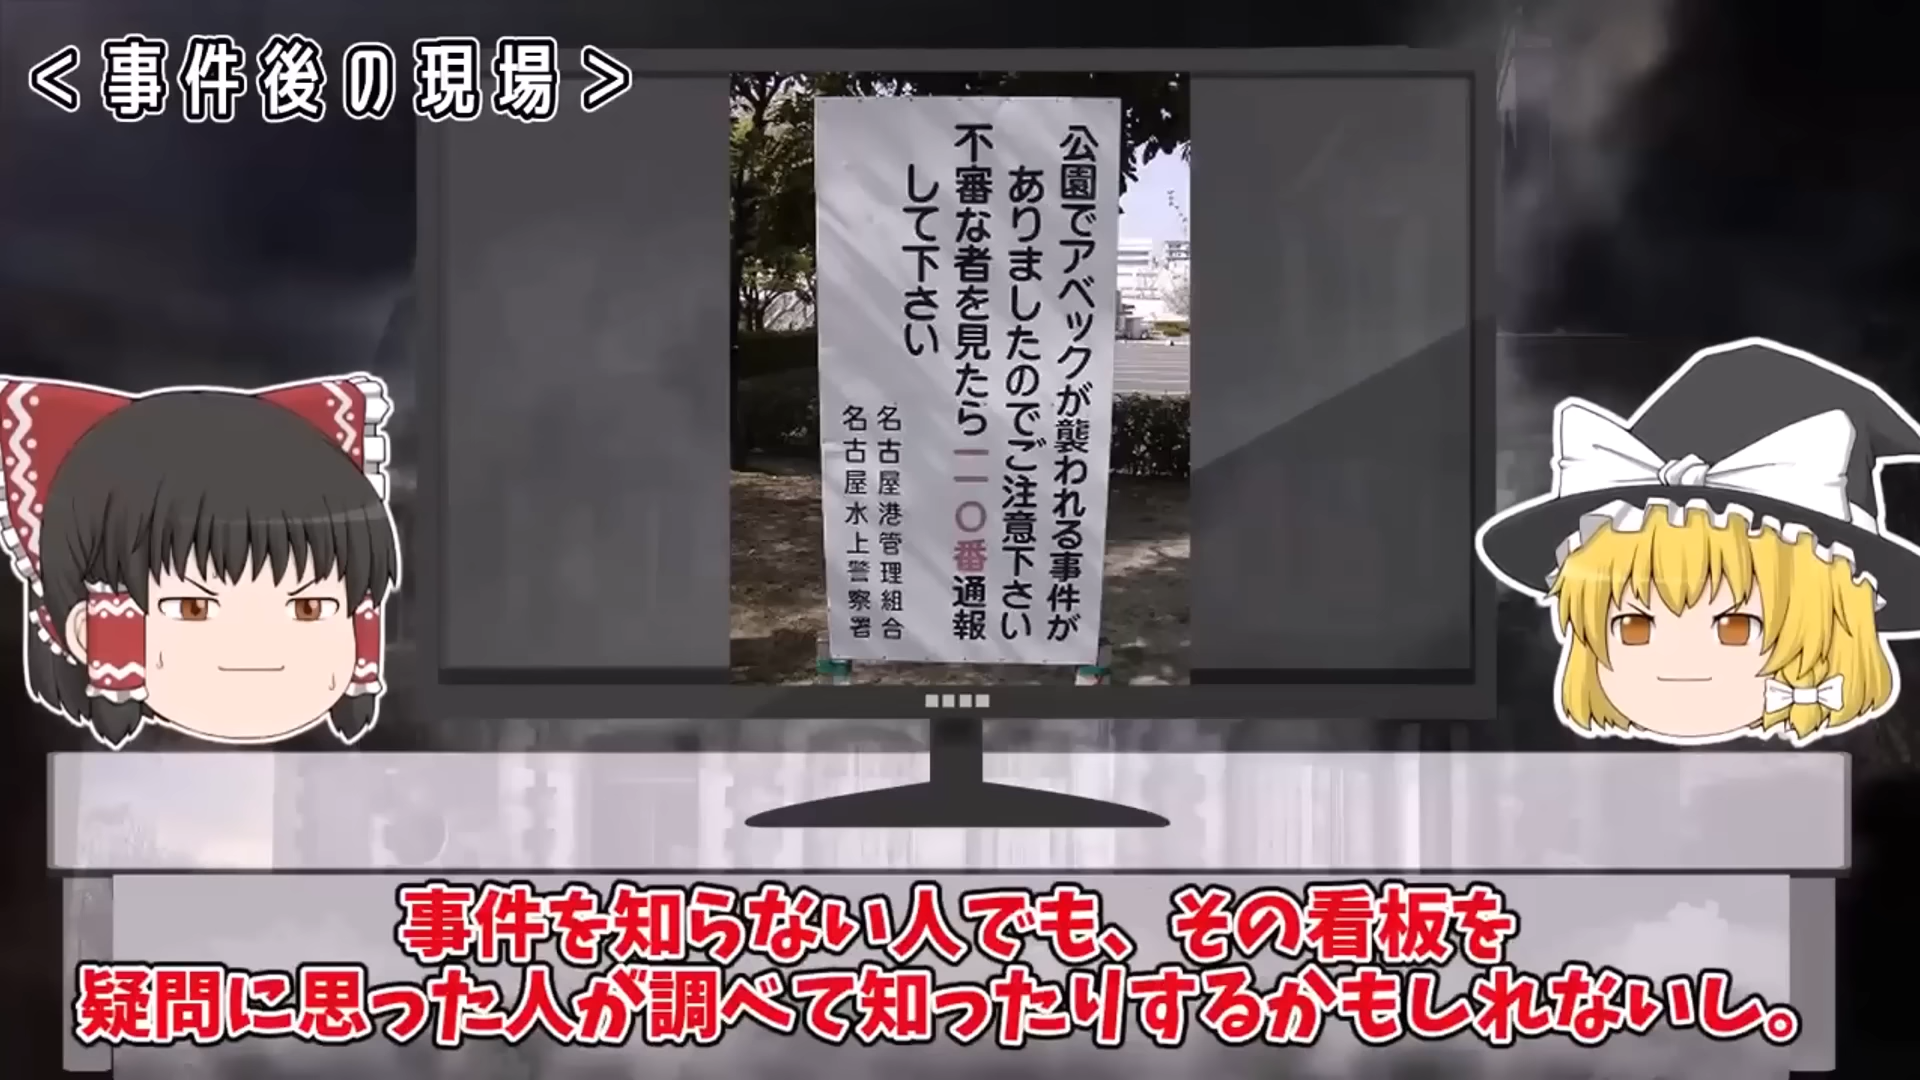 ＜事件後の現場＞
公園でアベックが襲われる事件が
ありましたのでご注意下さい
不審な者を見たら一一〇番通報
して下さい
名古屋港管理組合
名古屋水上警察署
事件を知らない人でも、その看板を
疑問に思った人が調べて知ったりするかもしれないし。